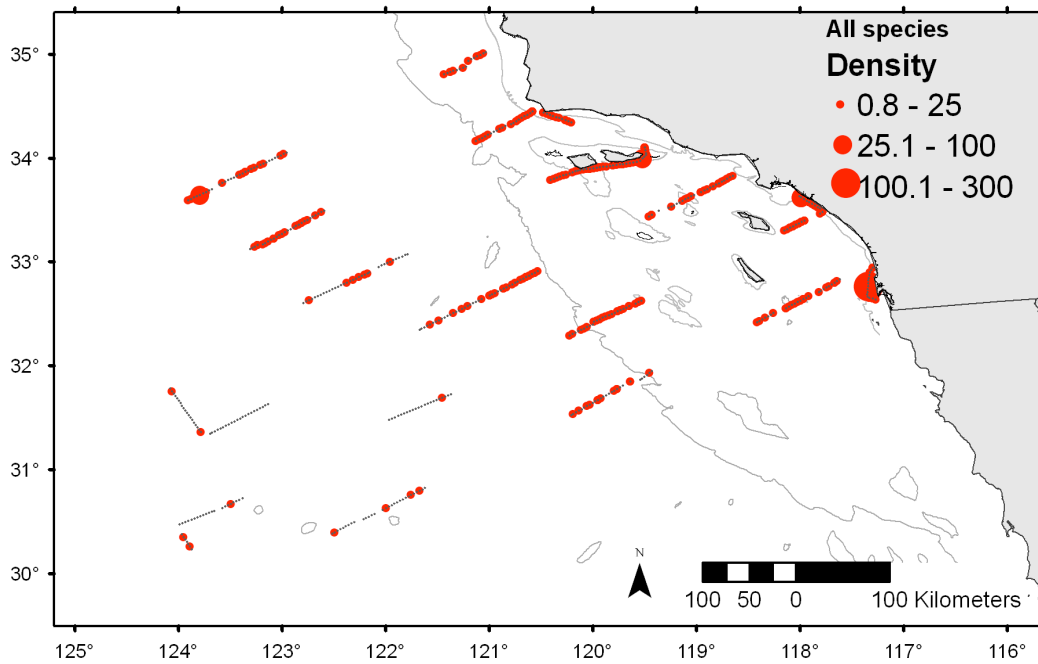 All species
Density
0.8 - 25
25.1 - 100
100.1 - 300
35°
34°
33°
32°
31°
30°
N
100 50 0 100 Kilometers
125° 124° 123° 122° 121° 120° 119° 118° 117° 116°